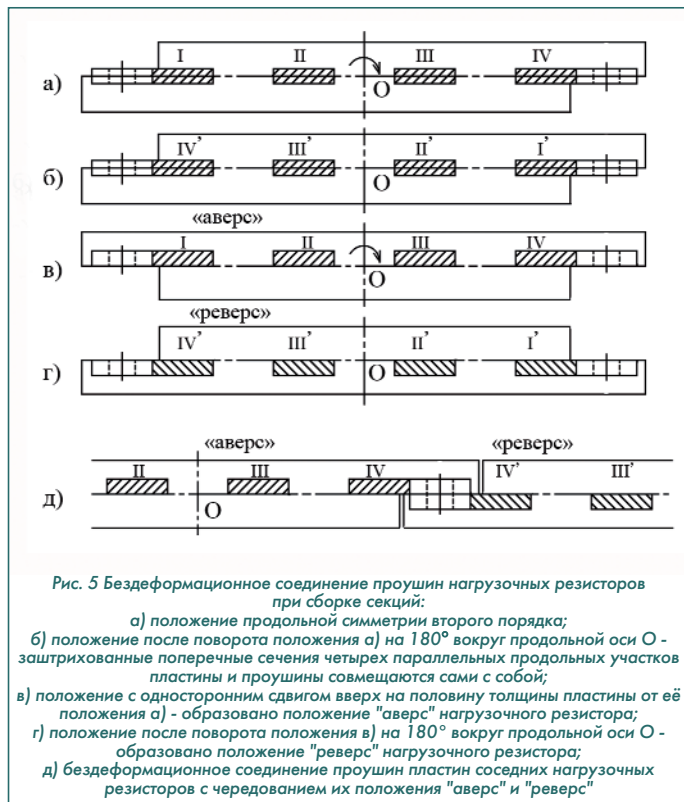 I II III IV
а) O
IV’ III’ II’ I’
б) O
«аверс»
I II III IV
в) O
«реверс»
IV’ III’ II’ I’
г) O
«аверс» «реверс»
II III IV IV’ III’
д) O
Рис. 5 Бездеформационное соединение проушин нагрузочных резисторов
при сборке секций:
а) положение продольной симметрии второго порядка;
б) положение после поворота положения а) на 180° вокруг продольной оси О -
заштрихованные поперечные сечения четырех параллельных продольных участков
пластины и проушины совмещаются сами с собой;
в) положение с односторонним сдвигом вверх на половину толщины пластины от её
положения а) - образовано положение "аверс" нагрузочного резистора;
г) положение после поворота положения в) на 180° вокруг продольной оси О -
образовано положение "реверс" нагрузочного резистора;
д) бездеформационное соединение проушин пластин соседних нагрузочных
резисторов с чередованием их положения "аверс" и "реверс"